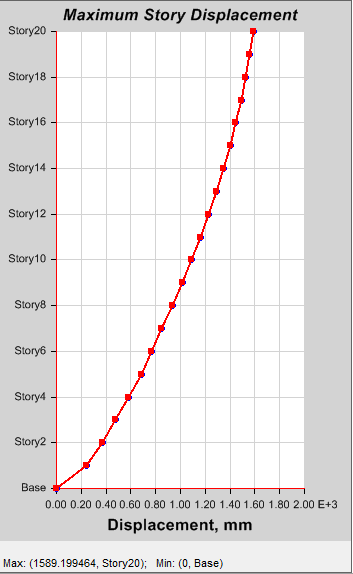 Maximum Story Displacement
Story20
Story18
Story16
Story14
Story12
Story10
Story8
Story6
Story4
Story2
Base
0.00 0.20 0.40 0.60 0.80 1.00 1.20 1.40 1.60 1.80 2.00 E+3
Displacement, mm
Max: (1589.199464, Story20); Min: (0, Base)